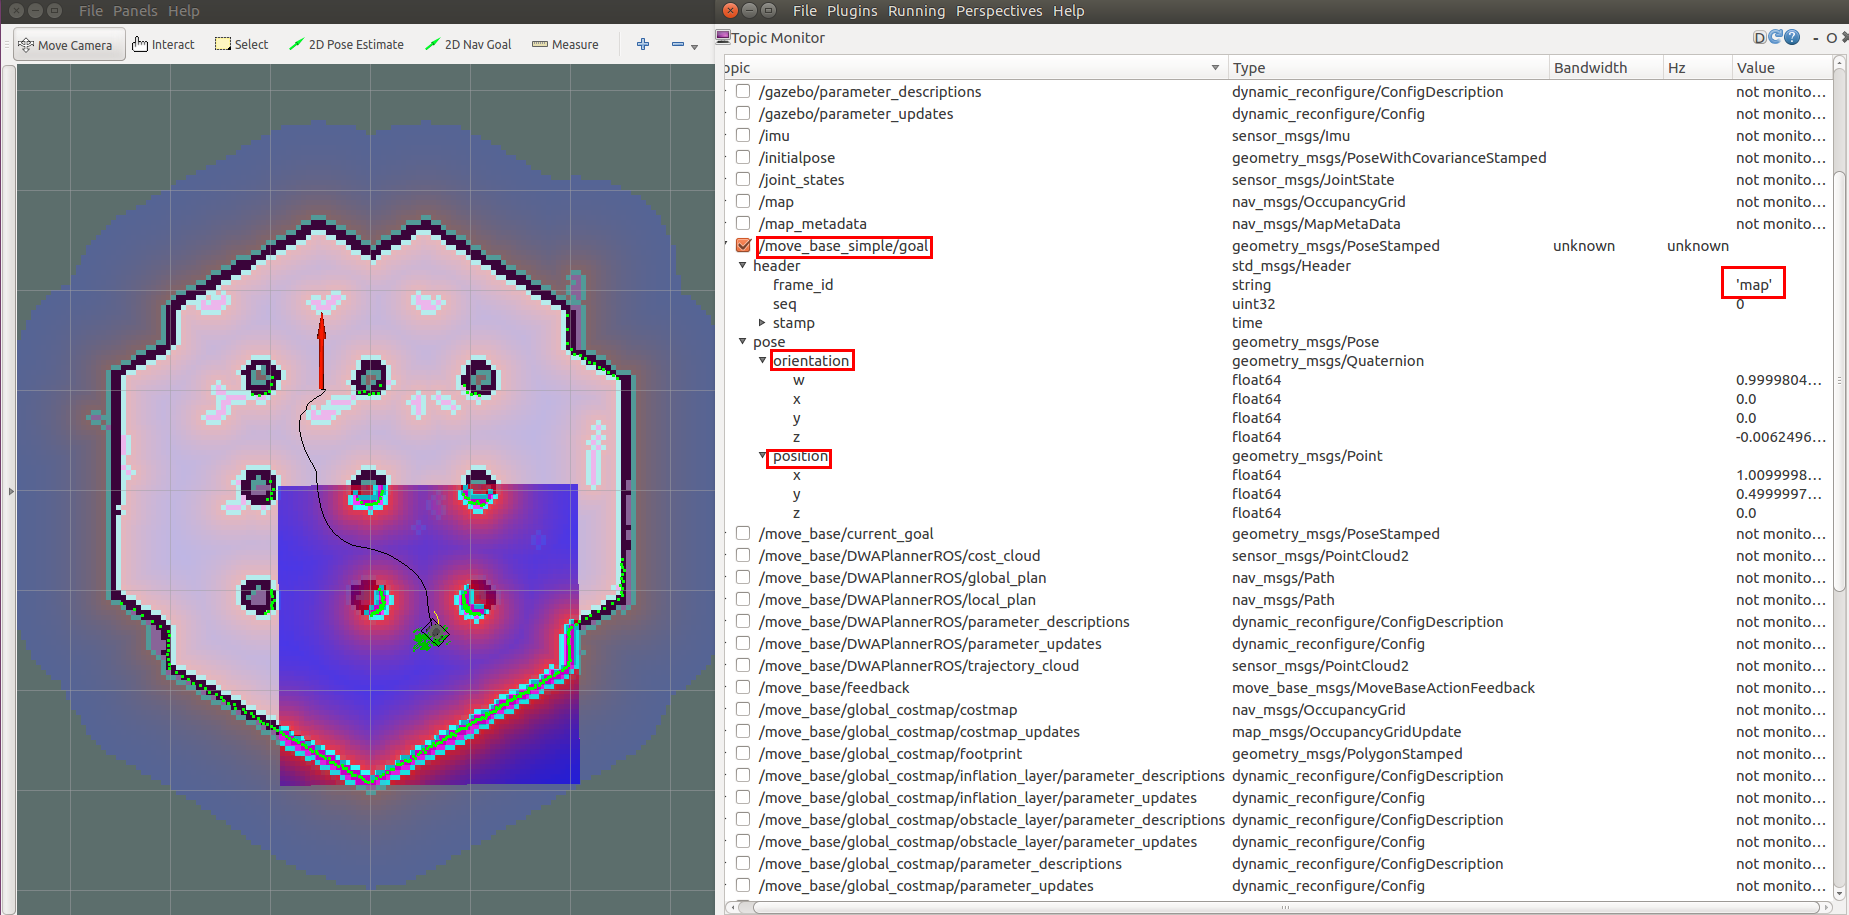 File Panels Help
Move Camera Interact Select 2D Pose Estimate 2D Nav Goal Measure
File Plugins Running Perspectives Help
Topic Monitor
D
- O
opic Type Bandwidth Hz Value
/gazebo/parameter_descriptions dynamic_reconfigure/ConfigDescription not monito...
/gazebo/parameter_updates dynamic_reconfigure/Config not monito...
/imu sensor_msgs/Imu not monito...
/initialpose geometry_msgs/PoseWithCovarianceStamped not monito...
/joint_states sensor_msgs/JointState not monito...
/map nav_msgs/OccupancyGrid not monito...
/map_metadata nav_msgs/MapMetaData not monito...
/move_base_simple/goal geometry_msgs/PoseStamped unknown unknown
header std_msgs/Header
frame_id string 'map'
seq uint32 0
stamp time
pose geometry_msgs/Pose
orientation geometry_msgs/Quaternion
w float64 0.9999804...
x float64 0.0
y float64 0.0
z float64 -0.0062496...
position geometry_msgs/Point
x float64 1.0099998...
y float64 0.4999997...
z float64 0.0
/move_base/current_goal geometry_msgs/PoseStamped not monito...
/move_base/DWAPlannerROS/cost_cloud sensor_msgs/PointCloud2 not monito...
/move_base/DWAPlannerROS/global_plan nav_msgs/Path not monito...
/move_base/DWAPlannerROS/local_plan nav_msgs/Path not monito...
/move_base/DWAPlannerROS/parameter_descriptions dynamic_reconfigure/ConfigDescription not monito...
/move_base/DWAPlannerROS/parameter_updates dynamic_reconfigure/Config not monito...
/move_base/DWAPlannerROS/trajectory_cloud sensor_msgs/PointCloud2 not monito...
/move_base/feedback move_base_msgs/MoveBaseActionFeedback not monito...
/move_base/global_costmap/costmap nav_msgs/OccupancyGrid not monito...
/move_base/global_costmap/costmap_updates map_msgs/OccupancyGridUpdate not monito...
/move_base/global_costmap/footprint geometry_msgs/PolygonStamped not monito...
/move_base/global_costmap/inflation_layer/parameter_descriptions dynamic_reconfigure/ConfigDescription not monito...
/move_base/global_costmap/inflation_layer/parameter_updates dynamic_reconfigure/Config not monito...
/move_base/global_costmap/obstacle_layer/parameter_descriptions dynamic_reconfigure/ConfigDescription not monito...
/move_base/global_costmap/obstacle_layer/parameter_updates dynamic_reconfigure/Config not monito...
/move_base/global_costmap/parameter_descriptions dynamic_reconfigure/ConfigDescription not monito...
/move_base/global_costmap/parameter_updates dynamic_reconfigure/Config not monito...